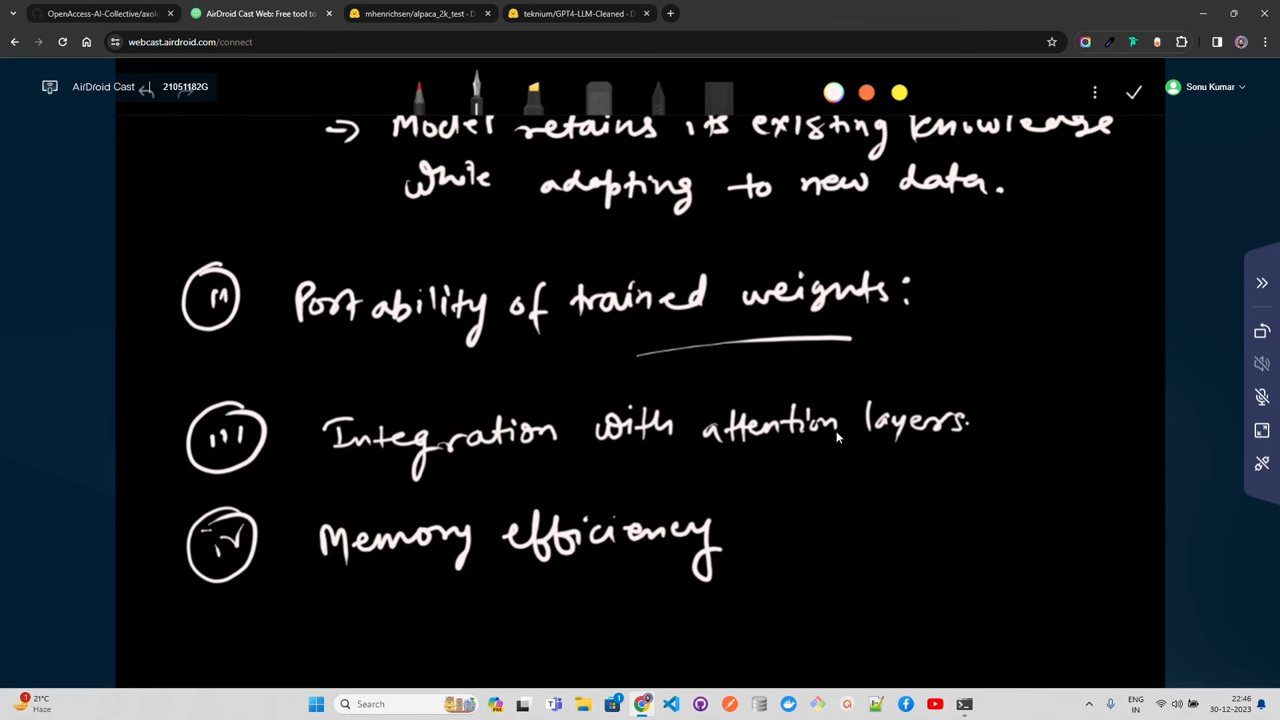 OpenAccess-AI-Collective/axol
AirDroid Cast Web: Free tool to
mhenrichsen/alpaca_2k_test · D
teknium/GPT4-LLM-Cleaned · D
webcast.airdroid.com/connect
AirDroid Cast 21051182G
Sonu Kumar
→ Model retains its existing knowledge
while adapting to new data.
ii Portability of trained weights:
iii Integration with attention layers.
iv Memory efficiency
1
21°C
Haze
Search
1
ENG
IN
22:46
30-12-2023